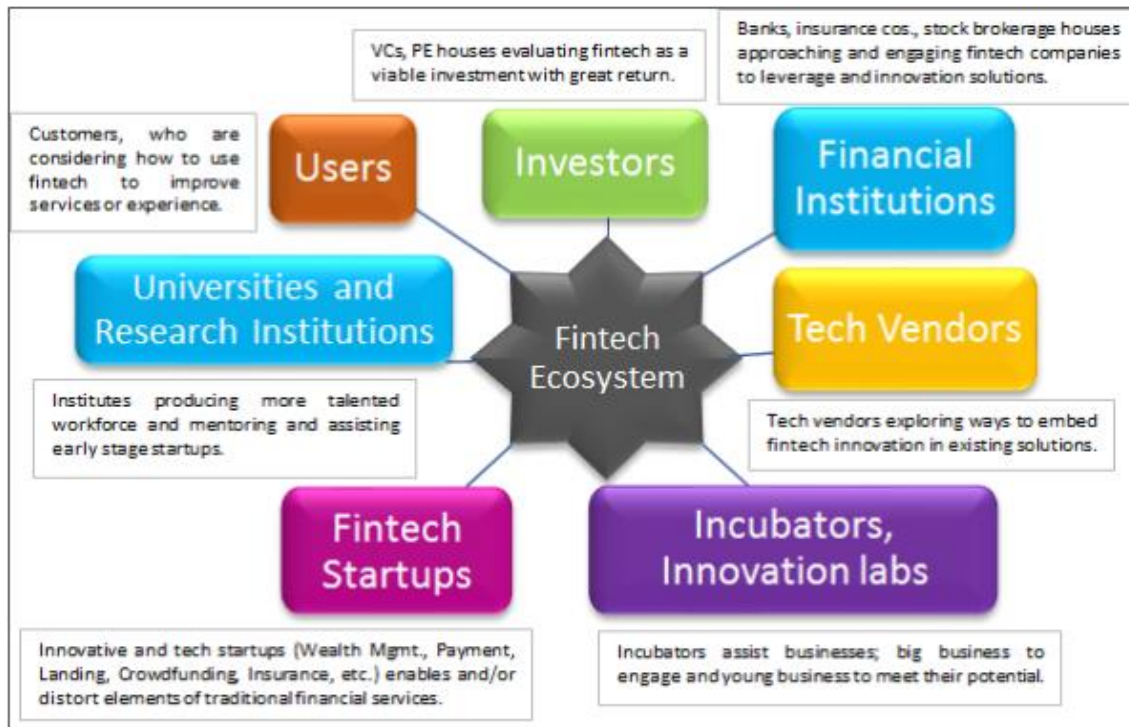 VCs, PE houses evaluating fintech as a
viable investment with great return.
Banks, insurance cos., stock brokerage houses
approaching and engaging fintech companies
to leverage and innovation solutions.
Customers, who are
considering how to use
fintech to improve
services or experience.
Users
Investors
Financial
Institutions
Universities and
Research Institutions
Fintech
Ecosystem
Tech Vendors
Institutes producing more talented
workforce and mentoring and assisting
early stage startups.
Tech vendors exploring ways to embed
fintech innovation in existing solutions.
Fintech
Startups
Incubators,
Innovation labs
Innovative and tech startups (Wealth Mgmt., Payment,
Landing, Crowdfunding, Insurance, etc.) enables and/or
distort elements of traditional financial services.
Incubators assist businesses; big business to
engage and young business to meet their potential.